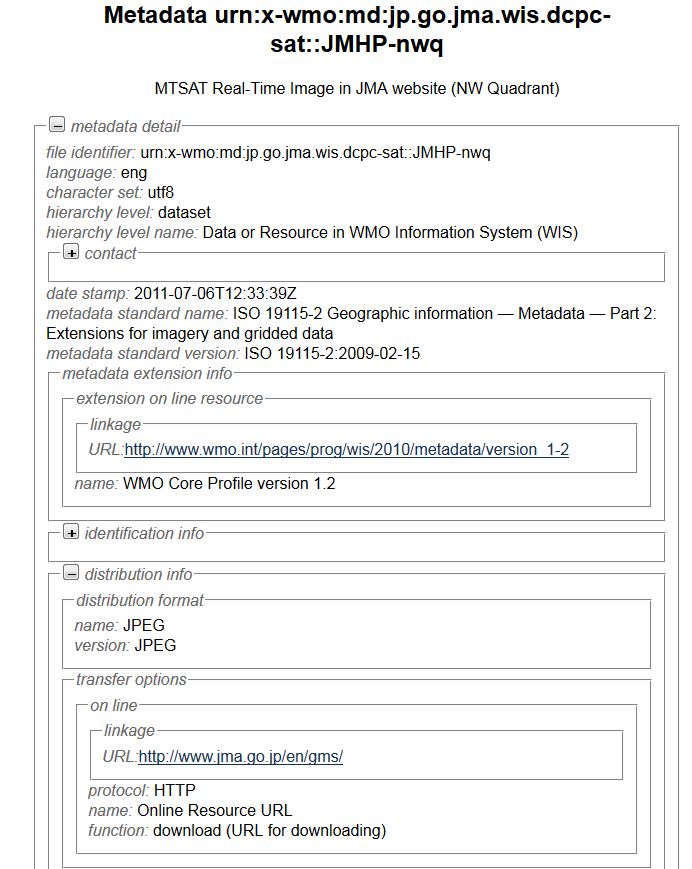 Metadata urn:x-wmo:md:jp.go.jma.wis.dcpc-
sat::JMHP-nwq
MTSAT Real-Time Image in JMA website (NW Quadrant)
metadata detail
file identifier: urn:x-wmo:md:jp.go.jma.wis.dcpc-sat::JMHP-nwq
language: eng
character set: utf8
hierarchy level: dataset
hierarchy level name: Data or Resource in WMO Information System (WIS)
contact
date stamp: 2011-07-06T12:33:39Z
metadata standard name: ISO 19115-2 Geographic information — Metadata — Part 2:
Extensions for imagery and gridded data
metadata standard version: ISO 19115-2:2009-02-15
metadata extension info
extension on line resource
linkage
URL:http://www.wmo.int/pages/prog/wis/2010/metadata/version_1-2
name: WMO Core Profile version 1.2
identification info
distribution info
distribution format
name: JPEG
version: JPEG
transfer options
on line
linkage
URL:http://www.jma.go.jp/en/gms/
protocol: HTTP
name: Online Resource URL
function: download (URL for downloading)